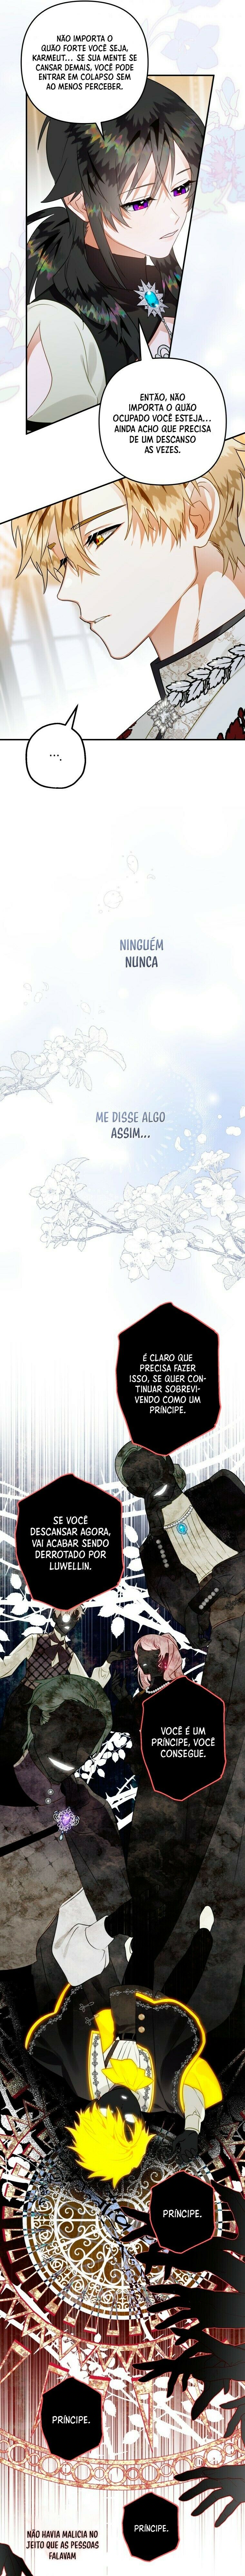 NÃO IMPORTA O
QUÃO FORTE VOCÊ SEJA,
KARMEUT... SE SUA MENTE SE
CANSAR DEMAIS, VOCÊ PODE
ENTRAR EM COLAPSO SEM
AO MENOS PERCEBER.
ENTÃO, NÃO
IMPORTA O QUÃO
OCUPADO VOCÊ ESTEJA...
AINDA ACHO QUE PRECISA
DE UM DESCANSO
AS VEZES.
...
NINGUÉM
NUNCA
ME DISSE ALGO
ASSIM...
É CLARO QUE
PRECISA FAZER
ISSO, SE QUER CON-
TINUAR SOBREVI-
VENDO COMO UM
PRÍNCIPE.
SE VOCÊ
DESCANSAR AGORA,
VAI ACABAR SENDO
DERROTADO POR
LUWELLIN.
VOCÊ É UM
PRÍNCIPE, VOCÊ
CONSEGUE.
PRÍNCIPE.
PRÍNCIPE.
PRÍNCIPE.
NÃO HAVIA MALICIA NO
JEITO QUE AS PESSOAS
FALAVAM